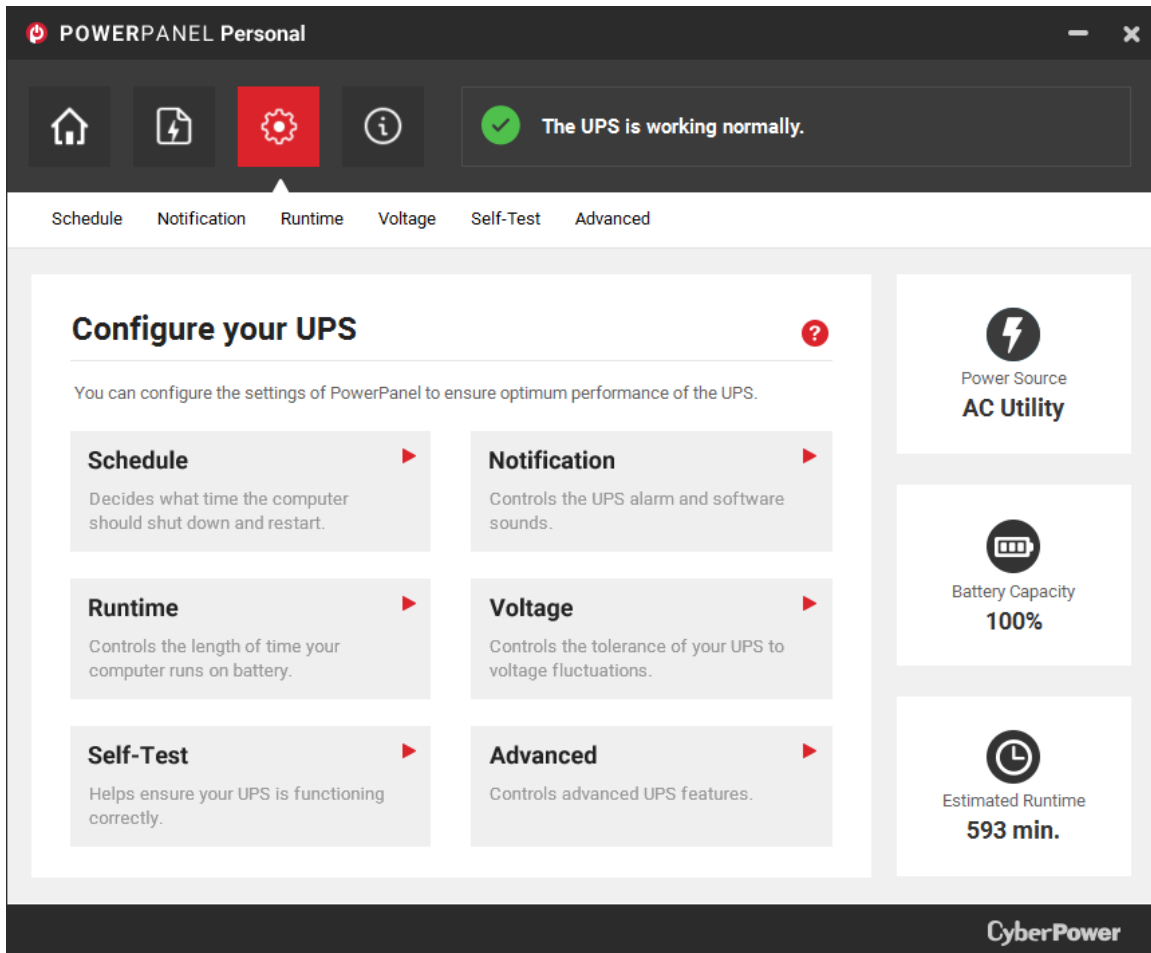 POWERPANEL Personal
The UPS is working normally.
Schedule Notification Runtime Voltage Self-Test Advanced
Configure your UPS
?
You can configure the settings of PowerPanel to ensure optimum performance of the UPS.
Schedule
Decides what time the computer
should shut down and restart.
Notification
Controls the UPS alarm and software
sounds.
Runtime
Controls the length of time your
computer runs on battery.
Voltage
Controls the tolerance of your UPS to
voltage fluctuations.
Self-Test
Helps ensure your UPS is functioning
correctly.
Advanced
Controls advanced UPS features.
Power Source
AC Utility
Battery Capacity
100%
Estimated Runtime
593 min.
CyberPower